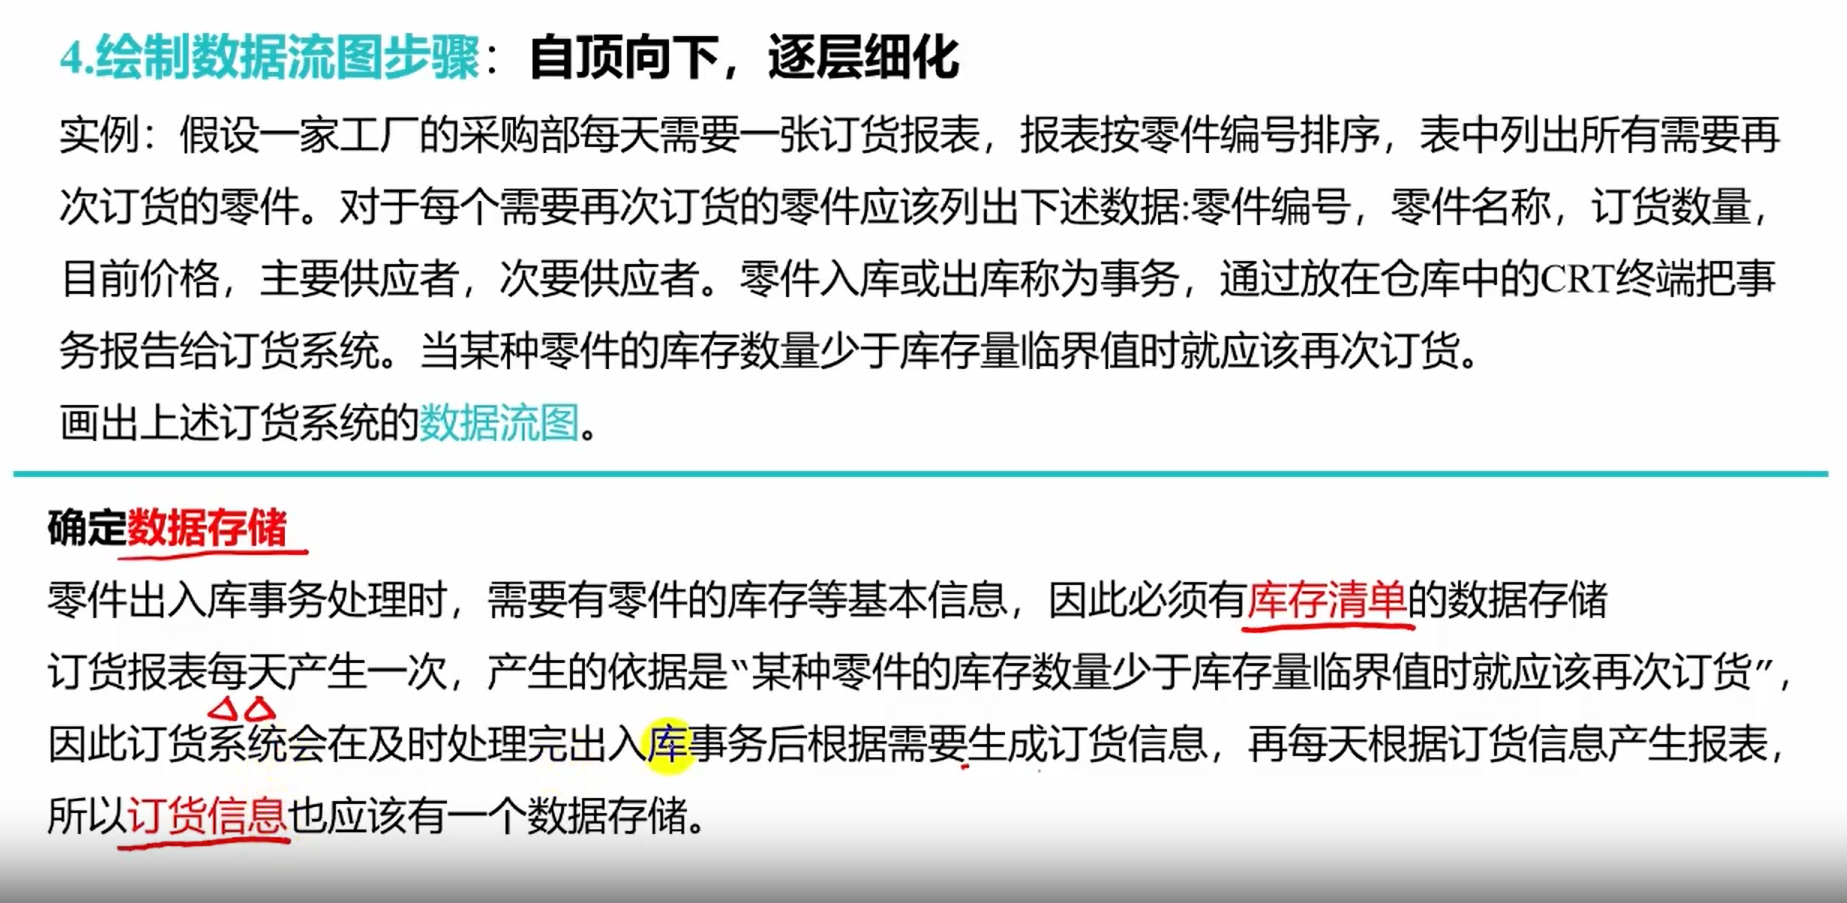 4.绘制数据流图步骤：自顶向下，逐层细化
实例：假设一家工厂的采购部每天需要一张订货报表，报表按零件编号排序，表中列出所有需要再
次订货的零件。对于每个需要再次订货的零件应该列出下述数据:零件编号，零件名称，订货数量，
目前价格，主要供应者，次要供应者。零件入库或出库称为事务，通过放在仓库中的CRT终端把事
务报告给订货系统。当某种零件的库存数量少于库存量临界值时就应该再次订货。
画出上述订货系统的数据流图。
确定数据存储
零件出入库事务处理时，需要有零件的库存等基本信息，因此必须有库存清单的数据存储
订货报表每天产生一次，产生的依据是“某种零件的库存数量少于库存量临界值时就应该再次订货”，
因此订货系统会在及时处理完出入库事务后根据需要生成订货信息，再每天根据订货信息产生报表，
所以订货信息也应该有一个数据存储。